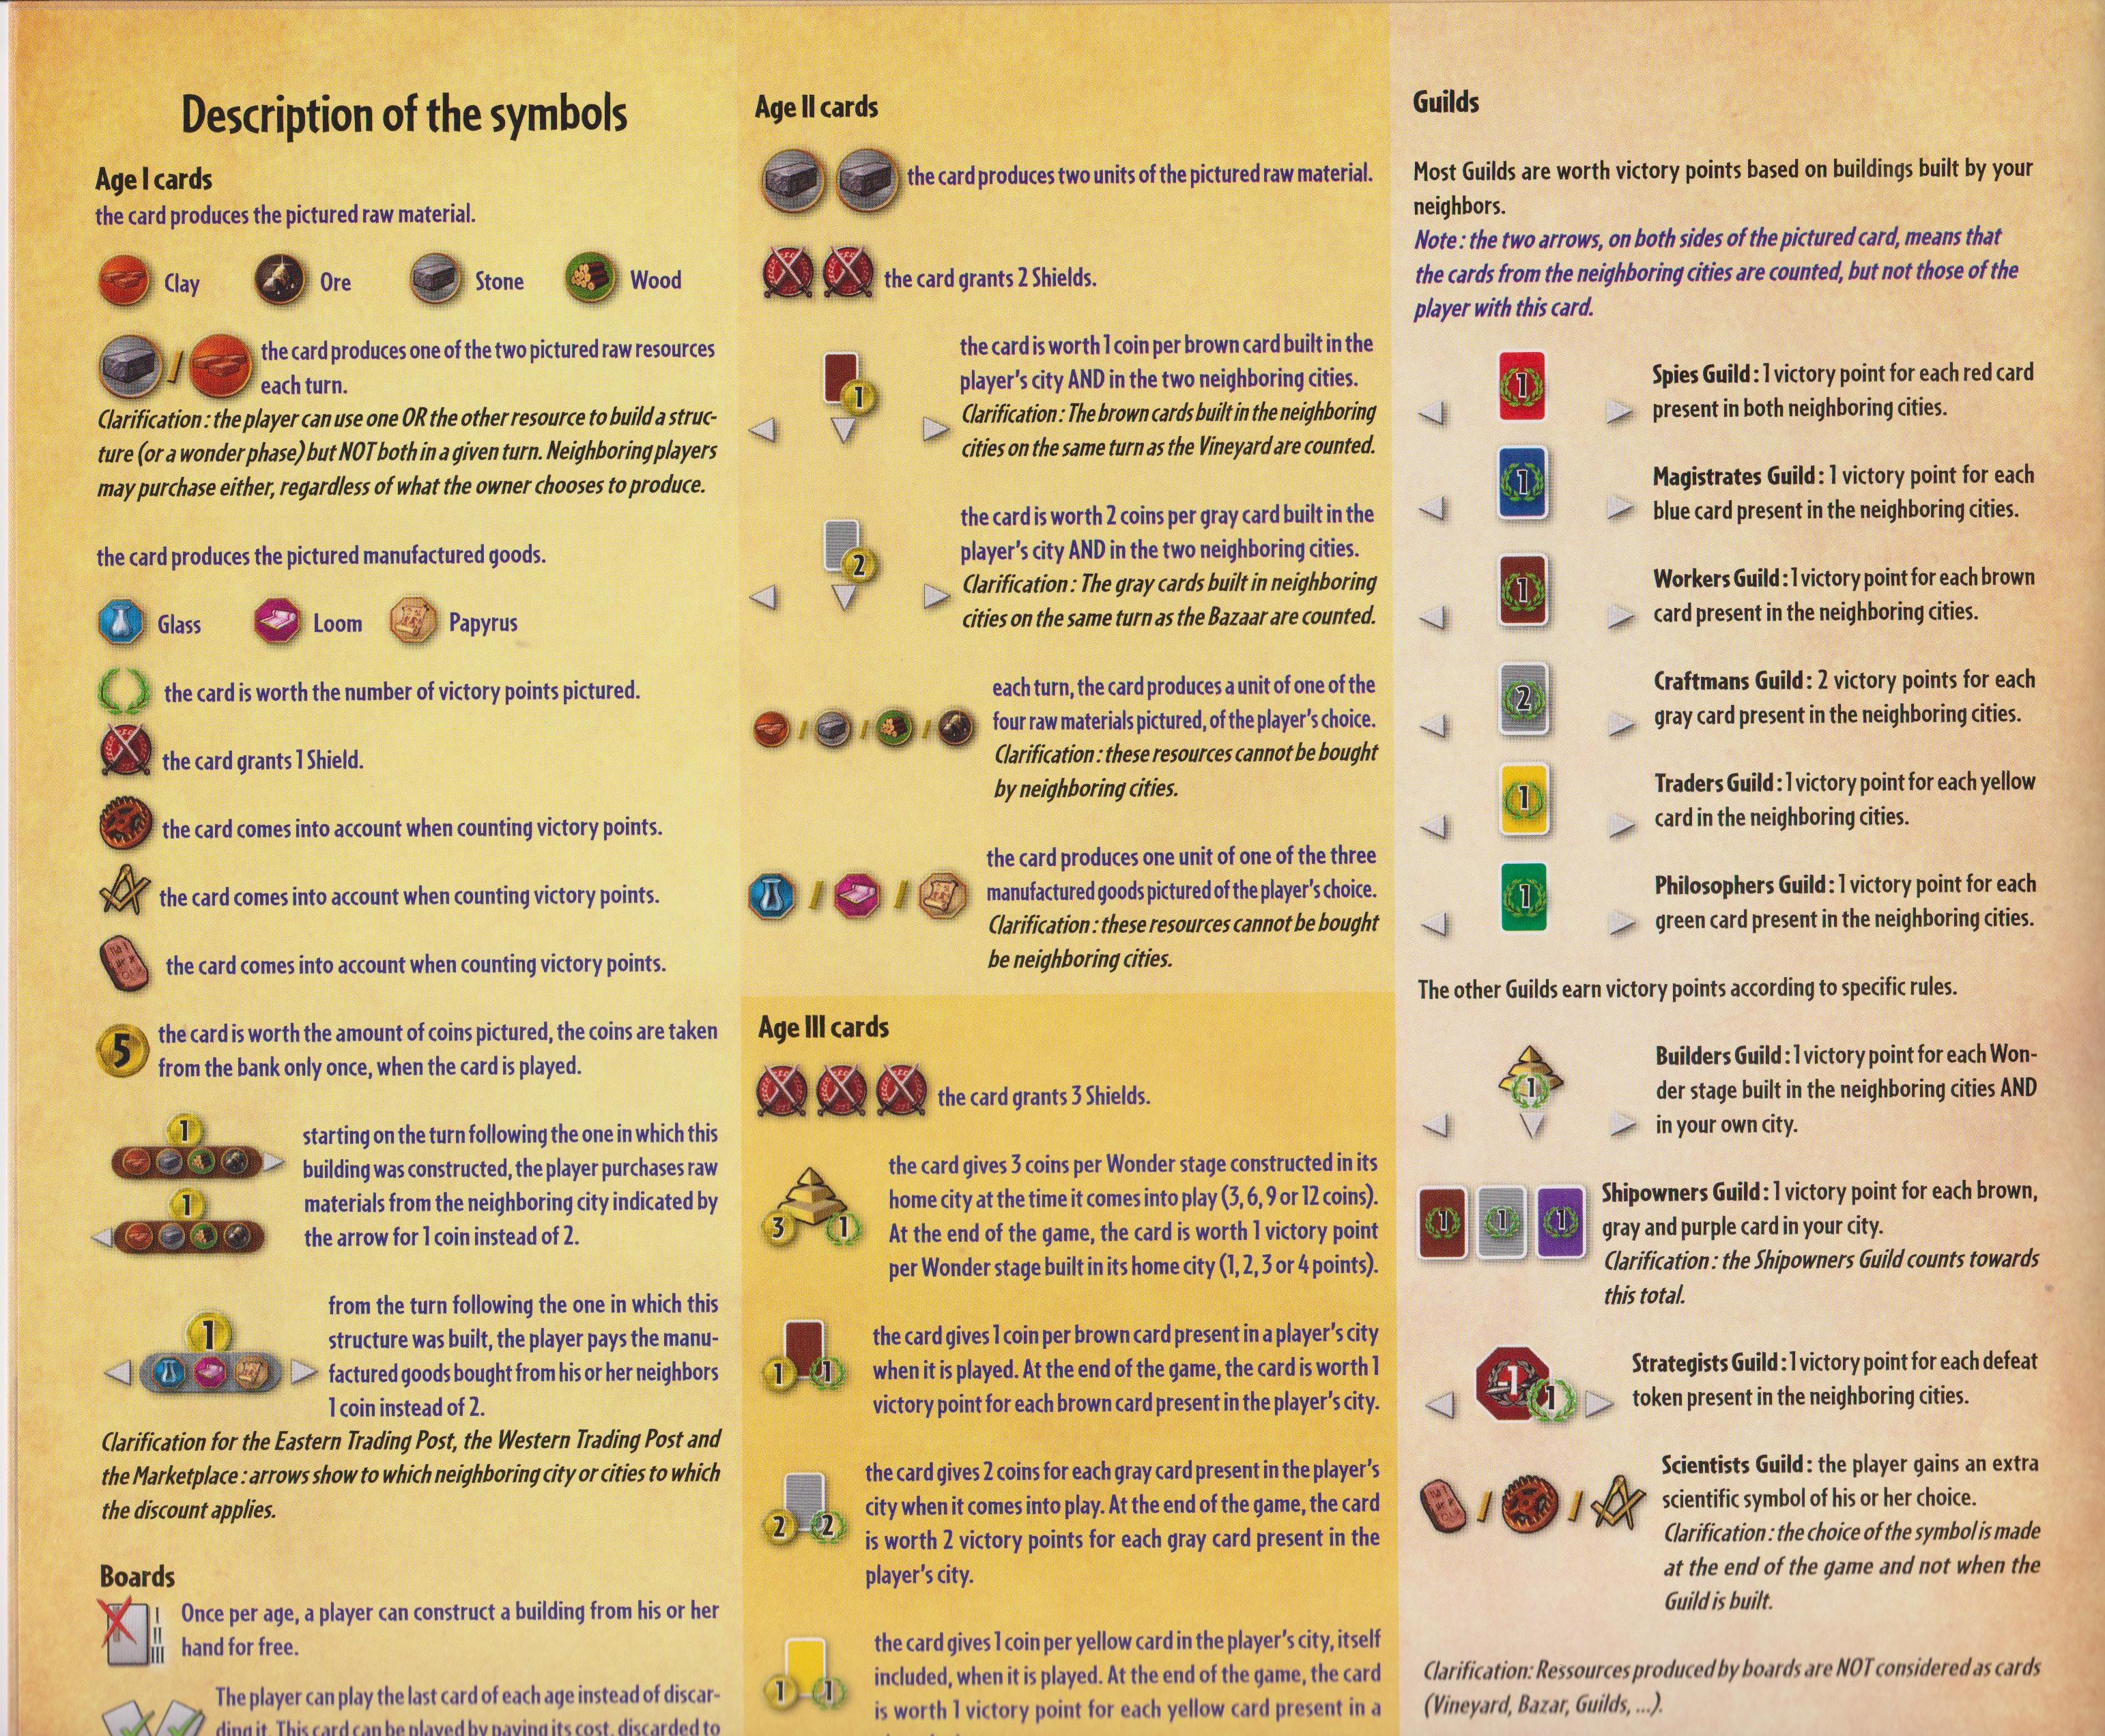 Description of the symbols
Age I cards
the card produces the pictured raw material.
Clay Ore Stone Wood
/ the card produces one of the two pictured raw resources
each turn.
Clarification : the player can use one OR the other resource to build a struc-
ture (or a wonder phase) but NOT both in a given turn. Neighboring players
may purchase either, regardless of what the owner chooses to produce.
the card produces the pictured manufactured goods.
Glass Loom Papyrus
the card is worth the number of victory points pictured.
the card grants 1 Shield.
the card comes into account when counting victory points.
the card comes into account when counting victory points.
the card comes into account when counting victory points.
5
the card is worth the amount of coins pictured, the coins are taken
from the bank only once, when the card is played.
1
1
starting on the turn following the one in which this
building was constructed, the player purchases raw
materials from the neighboring city indicated by
the arrow for 1 coin instead of 2.
1
from the turn following the one in which this
structure was built, the player pays the manu-
factured goods bought from his or her neighbors
1 coin instead of 2.
Clarification for the Eastern Trading Post, the Western Trading Post and
the Marketplace : arrows show to which neighboring city or cities to which
the discount applies.
Boards
I
II
III
Once per age, a player can construct a building from his or her
hand for free.
The player can play the last card of each age instead of discar-
ding it. This card can be played by paying its cost, discarded to
Age II cards
the card produces two units of the pictured raw material.
the card grants 2 Shields.
1
the card is worth 1 coin per brown card built in the
player's city AND in the two neighboring cities.
Clarification : The brown cards built in the neighboring
cities on the same turn as the Vineyard are counted.
2
the card is worth 2 coins per gray card built in the
player's city AND in the two neighboring cities.
Clarification : The gray cards built in neighboring
cities on the same turn as the Bazaar are counted.
/ / /
each turn, the card produces a unit of one of the
four raw materials pictured, of the player's choice.
Clarification : these resources cannot be bought
by neighboring cities.
/ /
the card produces one unit of one of the three
manufactured goods pictured of the player's choice.
Clarification : these resources cannot be bought
be neighboring cities.
Age III cards
the card grants 3 Shields.
3 1
the card gives 3 coins per Wonder stage constructed in its
home city at the time it comes into play (3, 6, 9 or 12 coins).
At the end of the game, the card is worth 1 victory point
per Wonder stage built in its home city (1, 2, 3 or 4 points).
1 1
the card gives 1 coin per brown card present in a player's city
when it is played. At the end of the game, the card is worth 1
victory point for each brown card present in the player's city.
2 2
the card gives 2 coins for each gray card present in the player's
city when it comes into play. At the end of the game, the card
is worth 2 victory points for each gray card present in the
player's city.
1 1
the card gives 1 coin per yellow card in the player's city, itself
included, when it is played. At the end of the game, the card
is worth 1 victory point for each yellow card present in a
Guilds
Most Guilds are worth victory points based on buildings built by your
neighbors.
Note : the two arrows, on both sides of the pictured card, means that
the cards from the neighboring cities are counted, but not those of the
player with this card.
1
Spies Guild : 1 victory point for each red card
present in both neighboring cities.
1
Magistrates Guild : 1 victory point for each
blue card present in the neighboring cities.
1
Workers Guild : 1 victory point for each brown
card present in the neighboring cities.
2
Craftmans Guild : 2 victory points for each
gray card present in the neighboring cities.
1
Traders Guild : 1 victory point for each yellow
card in the neighboring cities.
1
Philosophers Guild : 1 victory point for each
green card present in the neighboring cities.
The other Guilds earn victory points according to specific rules.
1
Builders Guild : 1 victory point for each Won-
der stage built in the neighboring cities AND
in your own city.
1 1 1
Shipowners Guild : 1 victory point for each brown,
gray and purple card in your city.
Clarification : the Shipowners Guild counts towards
this total.
-1 1
Strategists Guild : 1 victory point for each defeat
token present in the neighboring cities.
/ /
Scientists Guild : the player gains an extra
scientific symbol of his or her choice.
Clarification : the choice of the symbol is made
at the end of the game and not when the
Guild is built.
Clarification: Ressources produced by boards are NOT considered as cards
(Vineyard, Bazar, Guilds, ...).